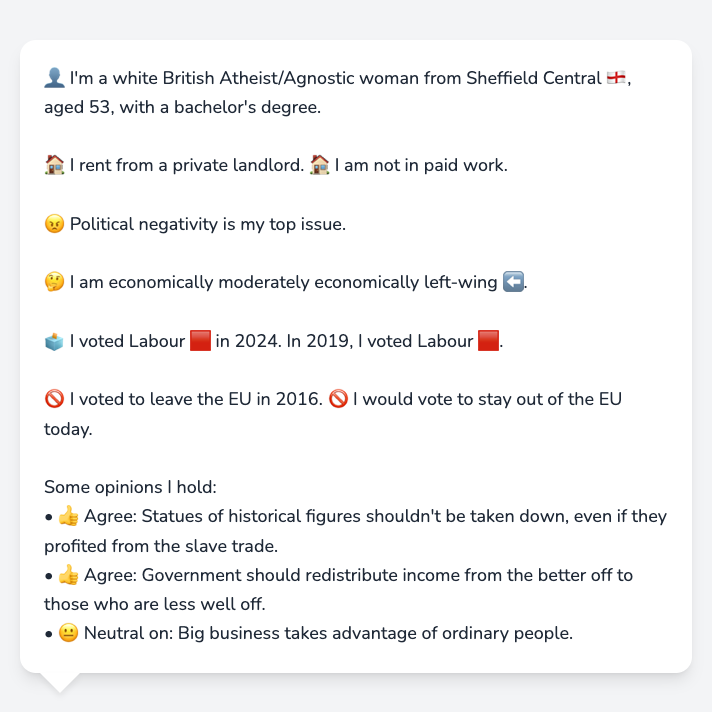 👤 I'm a white British Atheist/Agnostic woman from Sheffield Central 🏴󠁧󠁢󠁥󠁮󠁧󠁿,
aged 53, with a bachelor's degree.
🏠 I rent from a private landlord. 🏠 I am not in paid work.
😠 Political negativity is my top issue.
🤔 I am economically moderately economically left-wing ⬅️.
🗳️ I voted Labour 🟥 in 2024. In 2019, I voted Labour 🟥.
🚫 I voted to leave the EU in 2016. 🚫 I would vote to stay out of the EU
today.
Some opinions I hold:
• 👍 Agree: Statues of historical figures shouldn't be taken down, even if they
profited from the slave trade.
• 👍 Agree: Government should redistribute income from the better off to
those who are less well off.
• 😐 Neutral on: Big business takes advantage of ordinary people.